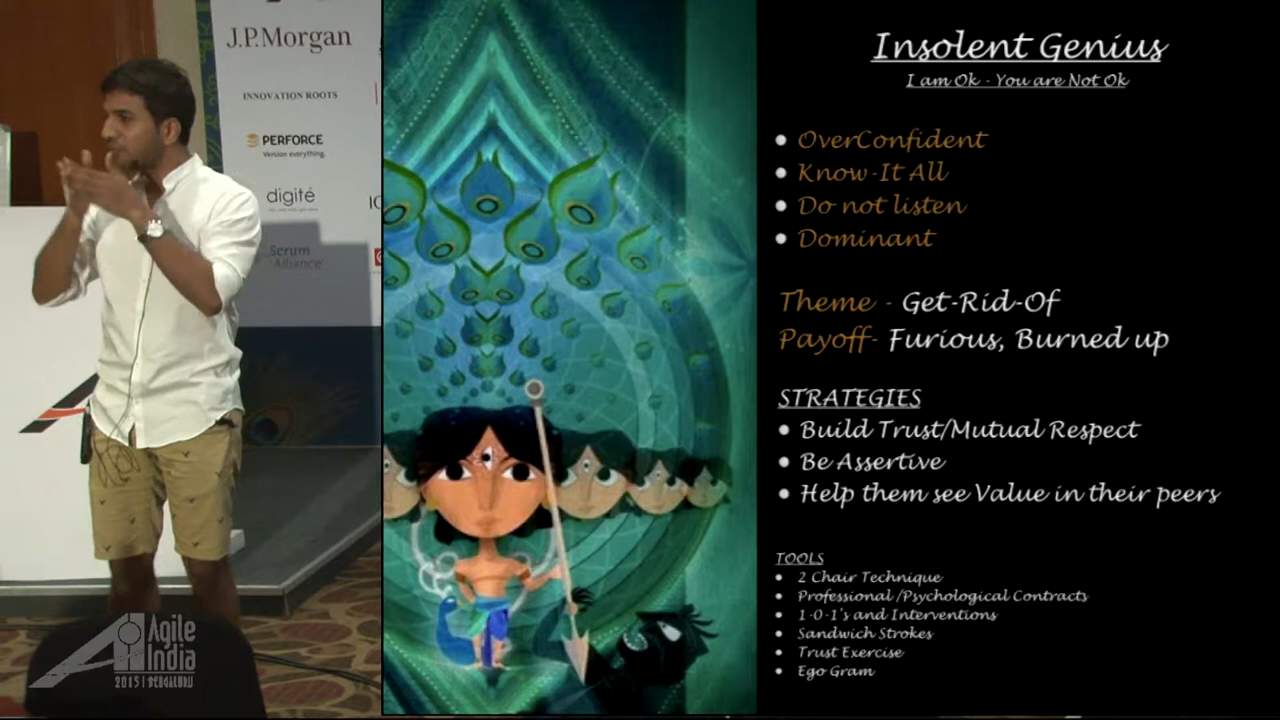 J.P.Morgan
INNOVATION ROOTS
PERFORCE
Version everything.
digité
Scrum
Alliance
Agile
India
2015 | BENGALURU
Insolent Genius
I am Ok - You are Not Ok
OverConfident
Know-It All
Do not listen
Dominant
Theme - Get-Rid-Of
Payoff- Furious, Burned up
STRATEGIES
Build Trust/Mutual Respect
Be Assertive
Help them see Value in their peers
TOOLS
2 Chair Technique
Professional /Psychological Contracts
1-0-1's and Interventions
Sandwich Strokes
Trust Exercise
Ego Gram